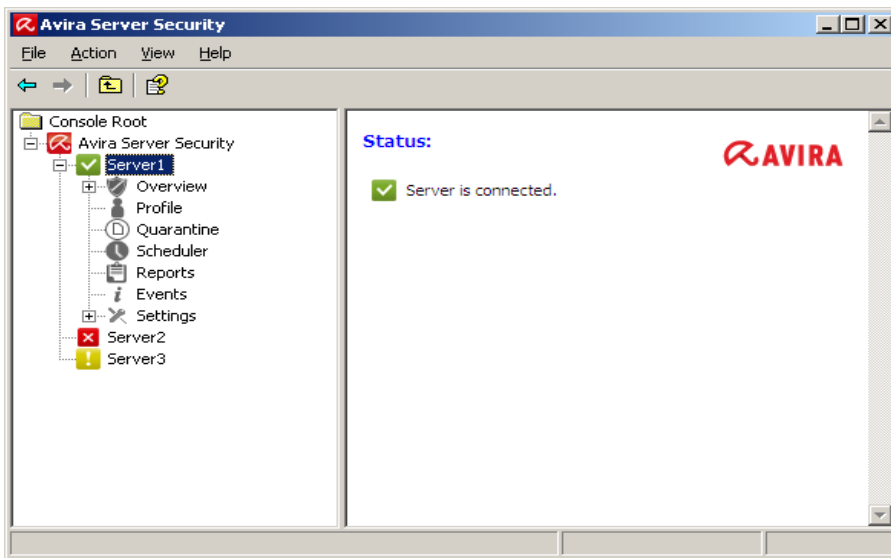 Avira Server Security
File Action View Help
Console Root
Avira Server Security
Server1
Overview
Profile
Quarantine
Scheduler
Reports
Events
Settings
Server2
Server3
Status:
AVIRA
Server is connected.